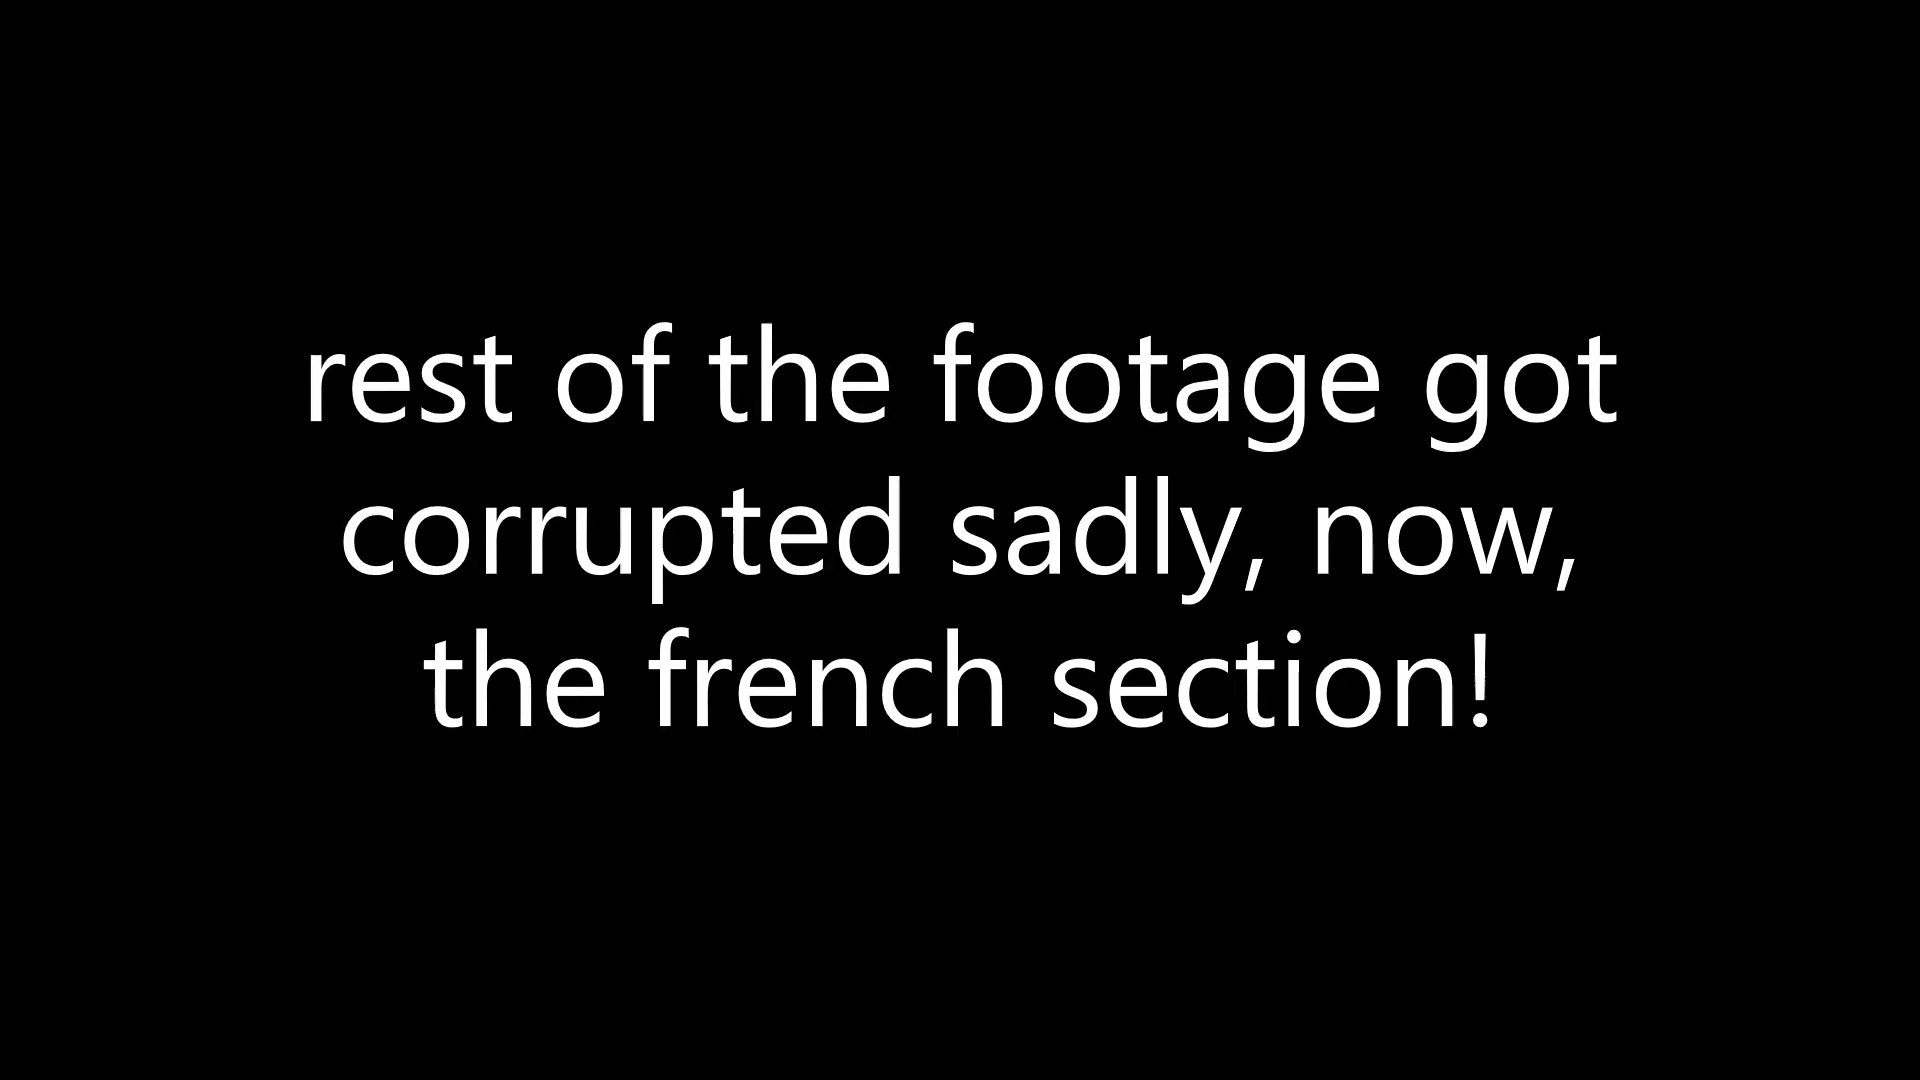 rest of the footage got
corrupted sadly, now,
the french section!